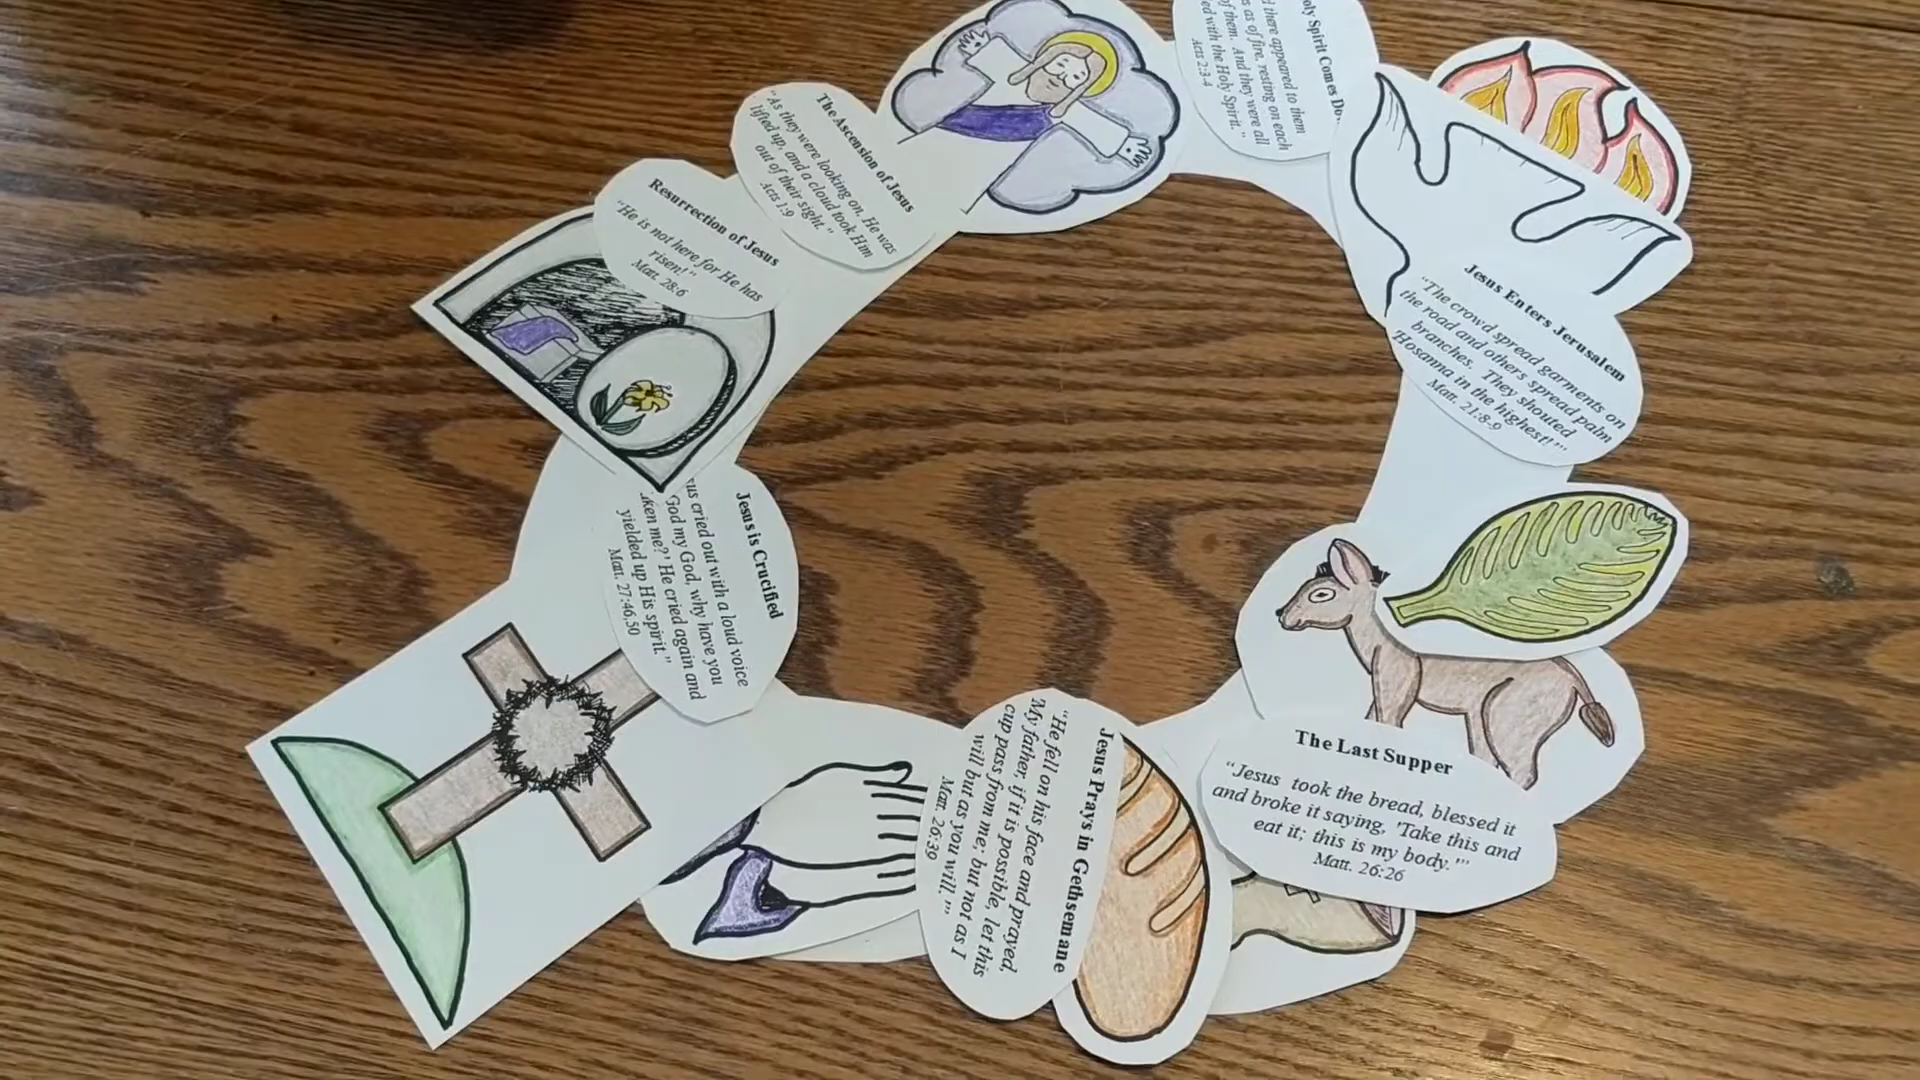 Holy Spirit Comes Do
there appeared to them
as of fire, resting on each
of them. And they were all
with the Holy Spirit."
Acts 2:3-4
Jesus Enters Jerusalem
"The crowd spread garments on
the road and others spread palm
branches. They shouted
'Hosanna in the highest!'"
Matt. 21:8-9
The Last Supper
"Jesus took the bread, blessed it
and broke it saying, 'Take this and
eat it; this is my body.'"
Matt. 26:26
Jesus Prays in Gethsemane
"He fell on his face and prayed,
'My father, if it is possible, let this
cup pass from me; but not as I
will but as you will.'"
Matt. 26:39
Jesus is Crucified
cried out with a loud voice
God my God, why have you
me?' He cried again and
yielded up His spirit."
Matt. 27:46,50
Resurrection of Jesus
"He is not here for He has
risen!"
Matt. 28:6
The Ascension of Jesus
"As they were looking on, He was
lifted up, and a cloud took Him
out of their sight."
Acts 1:9